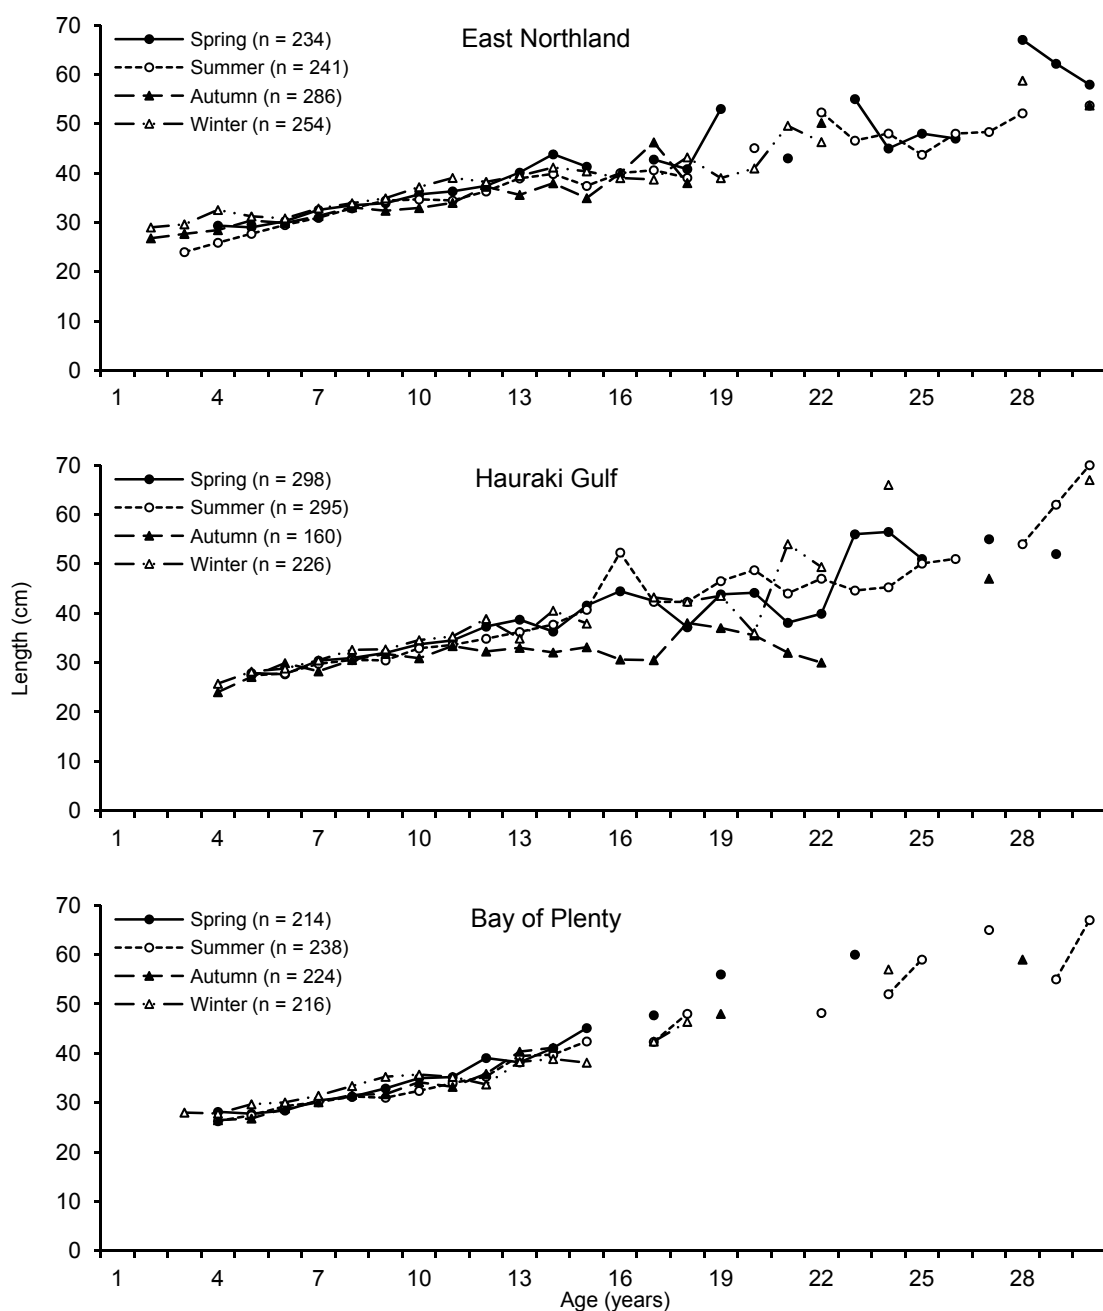 East Northland
70
60
50
40
30
20
10
0
Spring (n = 234)
Summer (n = 241)
Autumn (n = 286)
Winter (n = 254)
1 4 7 10 13 16 19 22 25 28
Hauraki Gulf
70
60
50
40
30
20
10
0
Spring (n = 298)
Summer (n = 295)
Autumn (n = 160)
Winter (n = 226)
1 4 7 10 13 16 19 22 25 28
Length (cm)
Bay of Plenty
70
60
50
40
30
20
10
0
Spring (n = 214)
Summer (n = 238)
Autumn (n = 224)
Winter (n = 216)
1 4 7 10 13 16 19 22 25 28
Age (years)